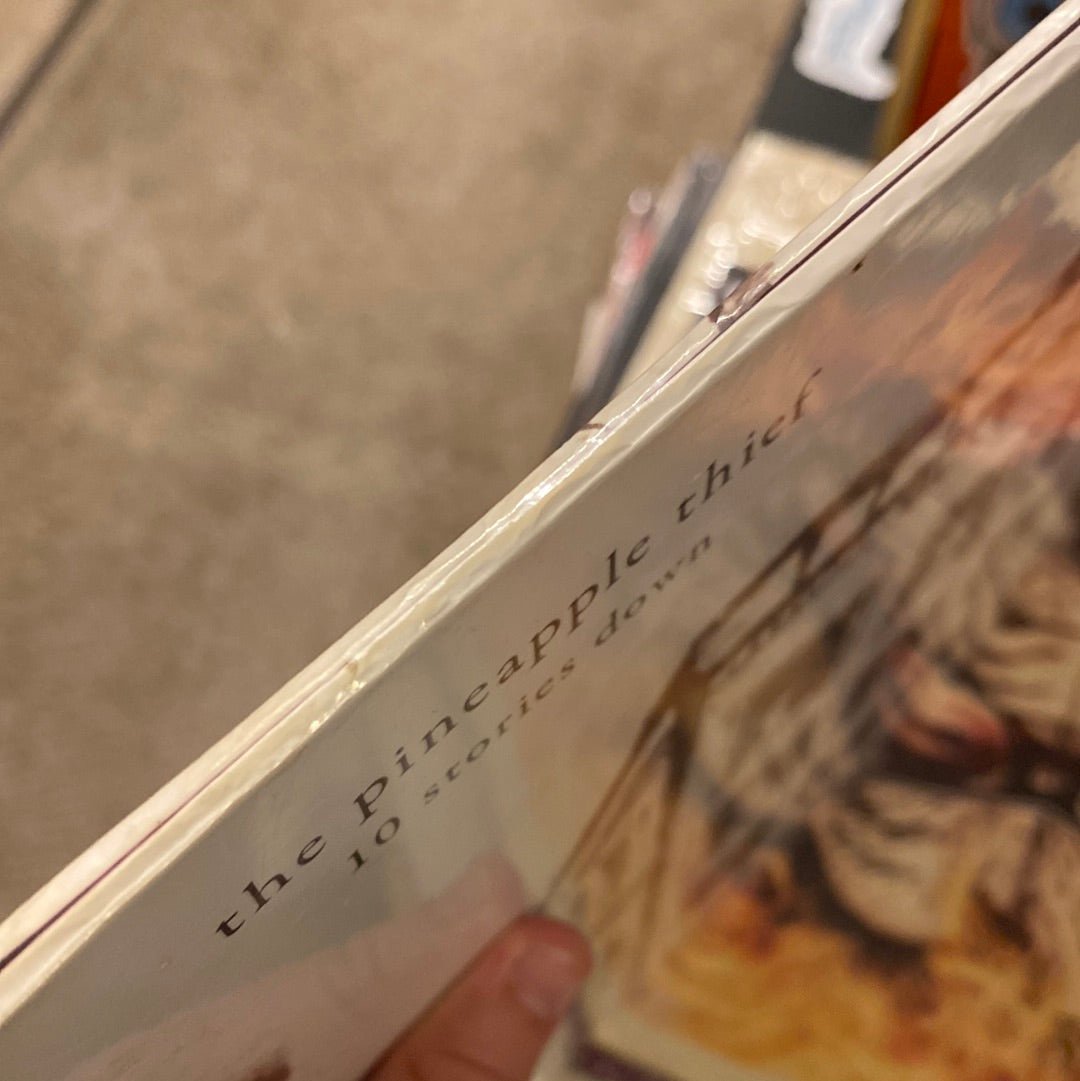 the pineapple thief
10 stories down